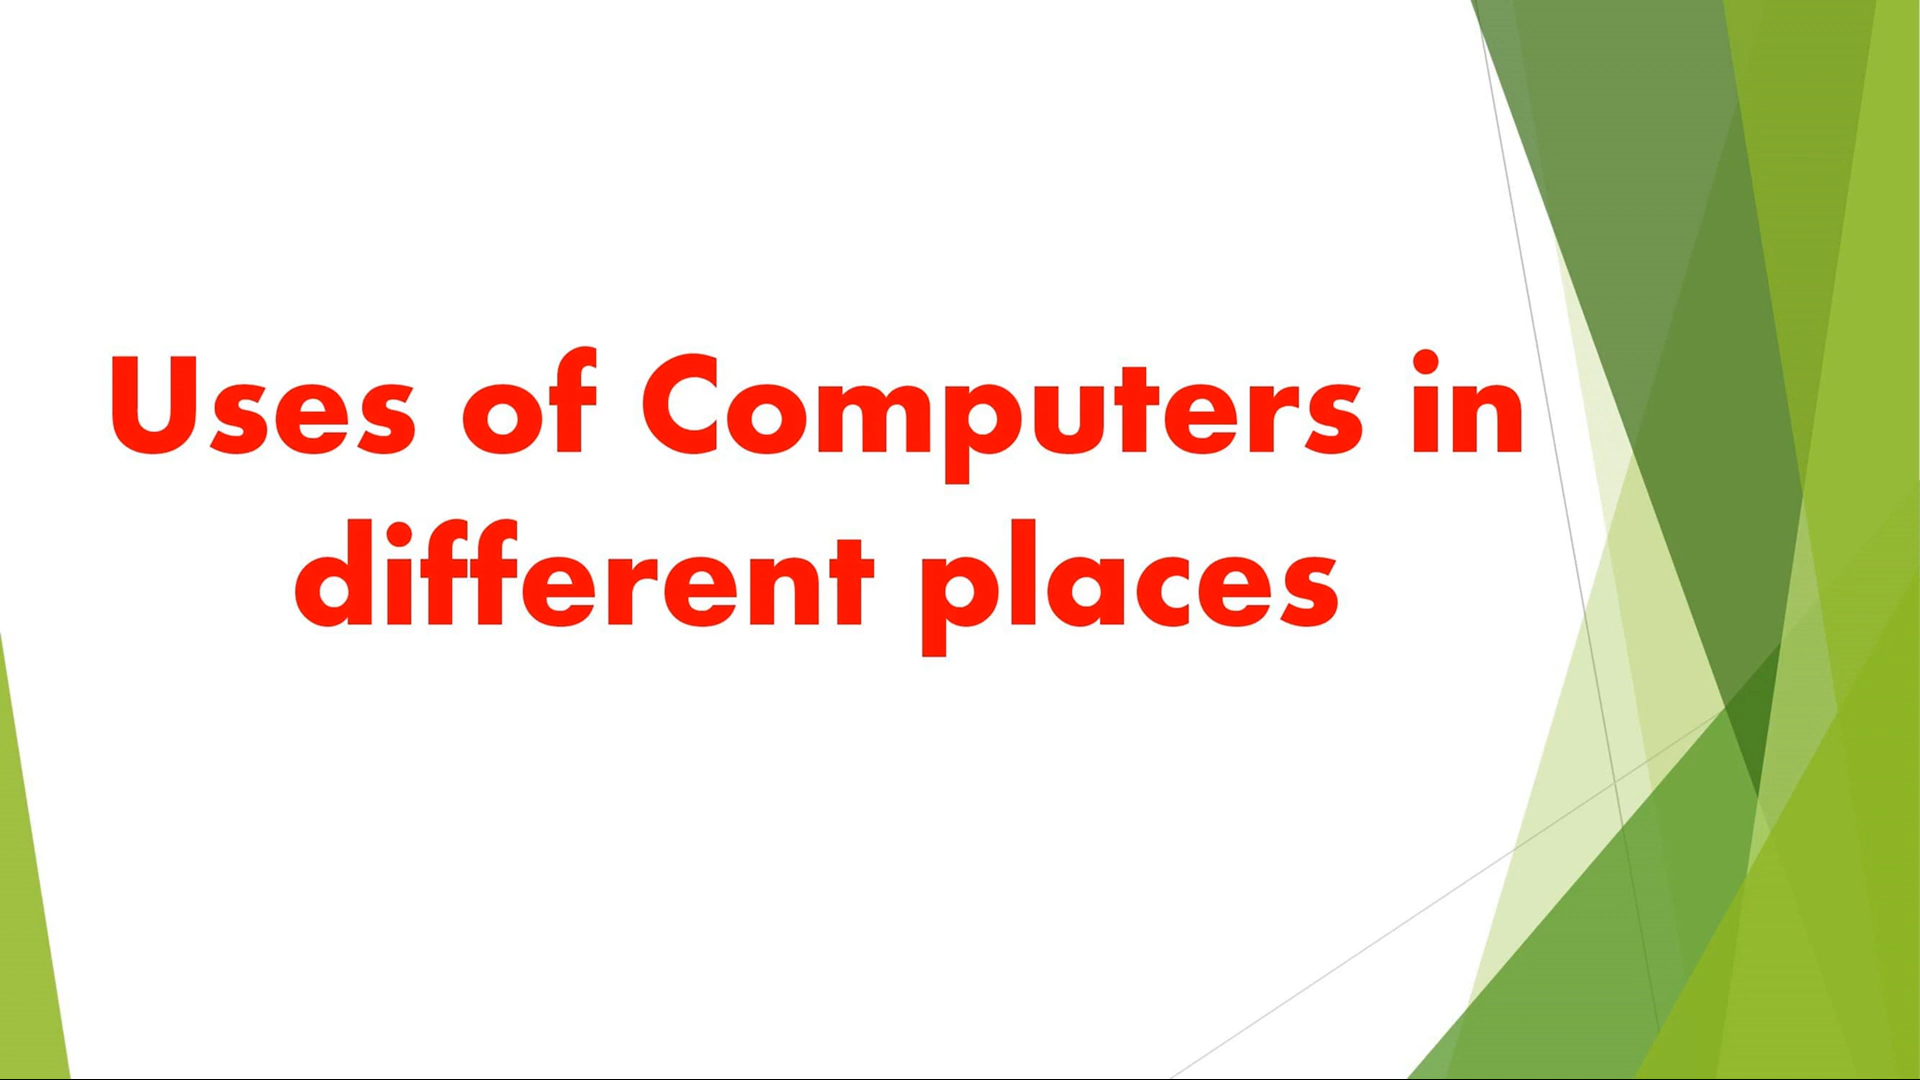 Uses of Computers in
different places